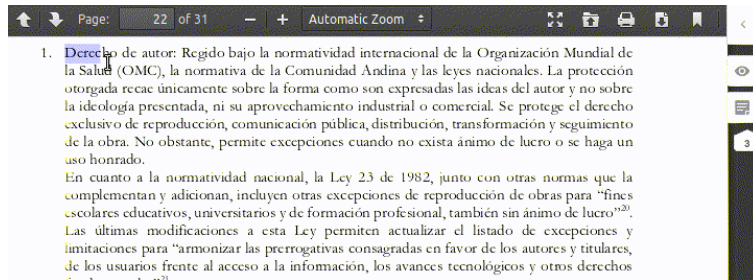 Page: 22 of 31 − + Automatic Zoom
1. Derecho de autor: Regido bajo la normatividad internacional de la Organización Mundial de
la Salud (OMC), la normativa de la Comunidad Andina y las leyes nacionales. La protección
otorgada recae únicamente sobre la forma como son expresadas las ideas del autor y no sobre
la ideología presentada, ni su aprovechamiento industrial o comercial. Se protege el derecho
exclusivo de reproducción, comunicación pública, distribución, transformación y seguimiento
de la obra. No obstante, permite excepciones cuando no exista ánimo de lucro o se haga un
uso honrado.
En cuanto a la normatividad nacional, la Ley 23 de 1982, junto con otras normas que la
complementan y adicionan, incluyen otras excepciones de reproducción de obras para “fines
escolares educativos, universitarios y de formación profesional, también sin ánimo de lucro”20.
Las últimas modificaciones a esta Ley permiten actualizar el listado de excepciones y
limitaciones para “armonizar las prerrogativas consagradas en favor de los autores y titulares,
de los usuarios frente al acceso a la información, los avances tecnológicos y otros derechos
3